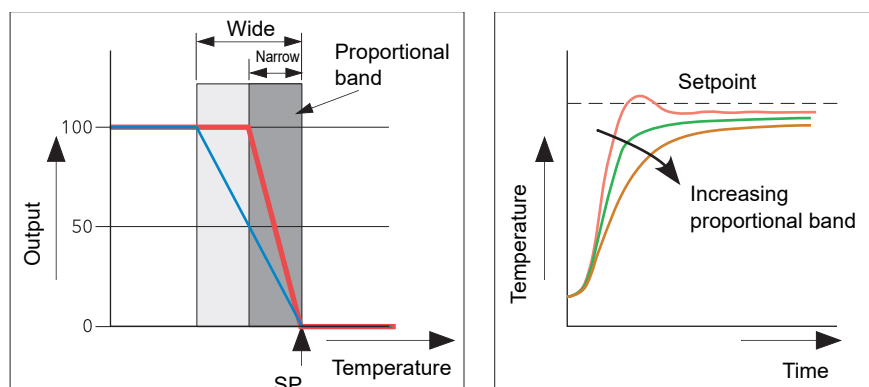 Wide
Narrow
Proportional
band
100
50
0
Output
Temperature
SP
Setpoint
Increasing
proportional band
Temperature
Time